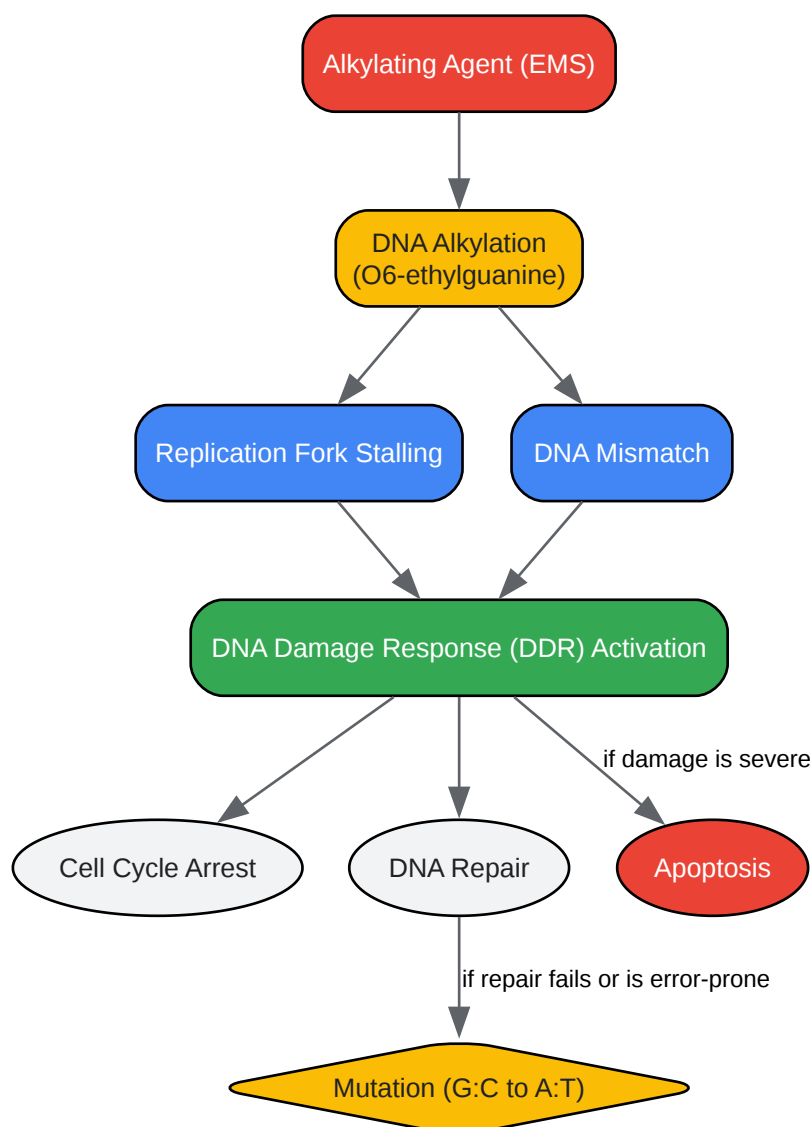 Alkylating Agent (EMS)
DNA Alkylation
(O6-ethylguanine)
Replication Fork Stalling
DNA Mismatch
DNA Damage Response (DDR) Activation
if damage is severe
Cell Cycle Arrest
DNA Repair
Apoptosis
if repair fails or is error-prone
Mutation (G:C to A:T)